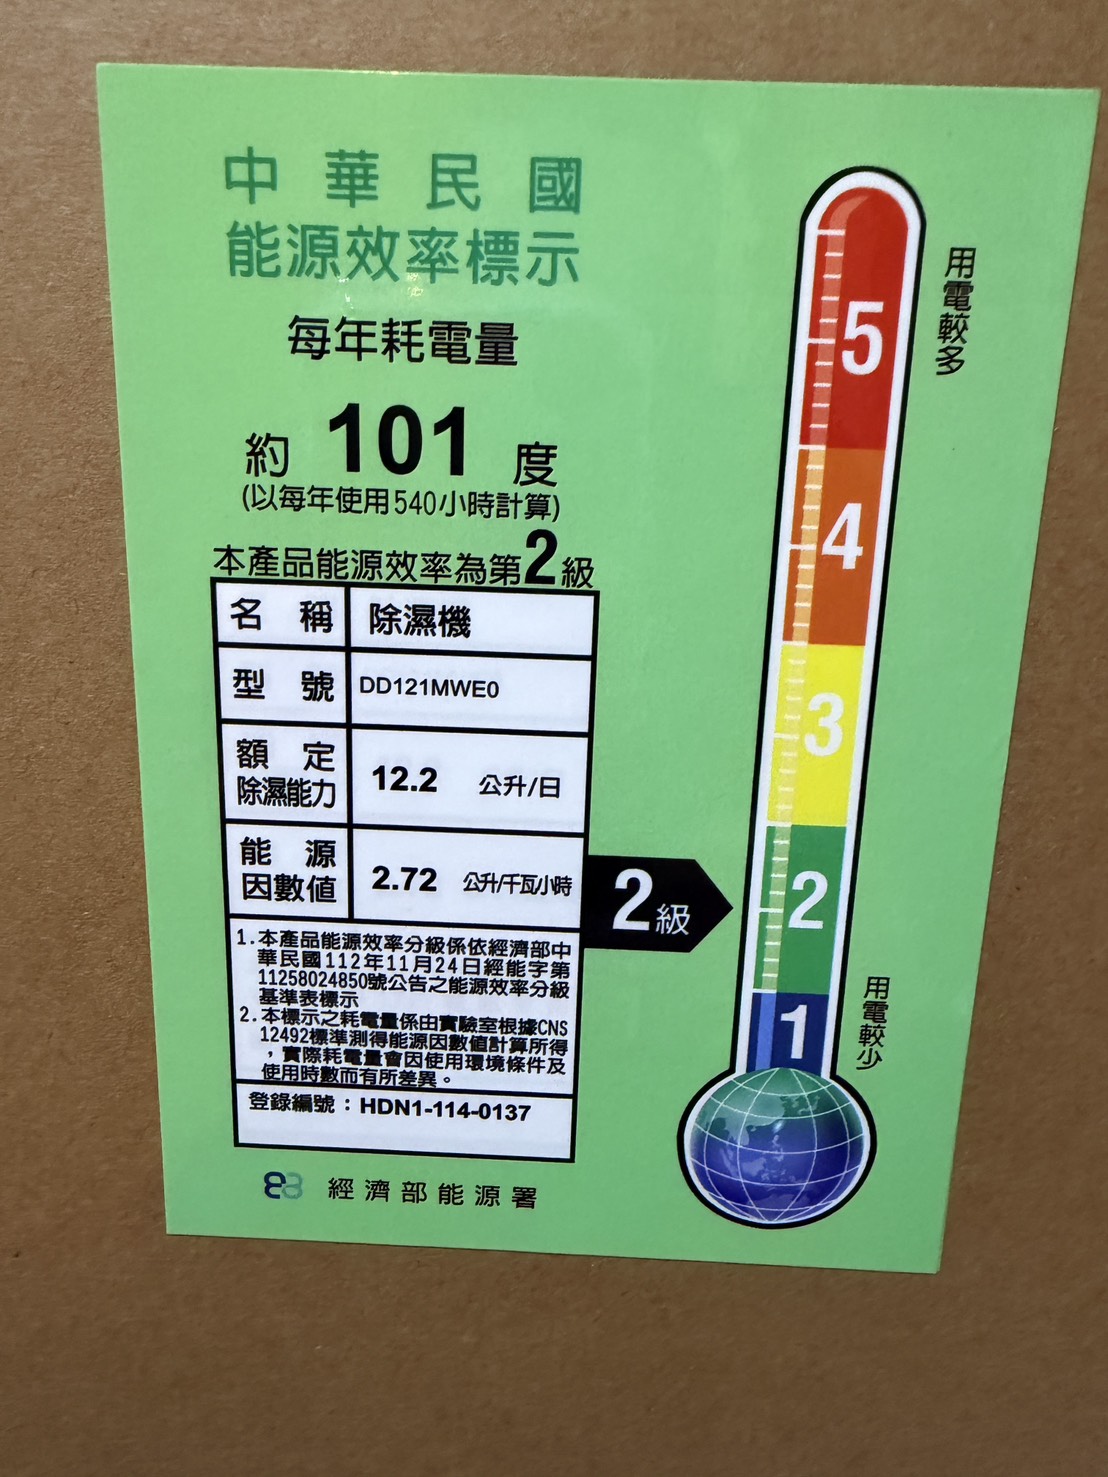 中華民國
能源效率標示
每年耗電量
約 101 度
(以每年使用540小時計算)
本產品能源效率為第2級
名稱 除濕機
型號 DD121MWE0
額定
除濕能力 12.2 公升/日
能源
因數值 2.72 公升/千瓦小時
1.本產品能源效率分級係依經濟部中
華民國112年11月24日經能字第
11258024850號公告之能源效率分級
基準表標示
2.本標示之耗電量係由實驗室根據CNS
12492標準測得能源因數值計算所得
，實際耗電量會因使用環境條件及
使用時數而有所差異。
登錄編號：HDN1-114-0137
經濟部能源署
用電較多
5
4
3
2級
2
1
用電較少